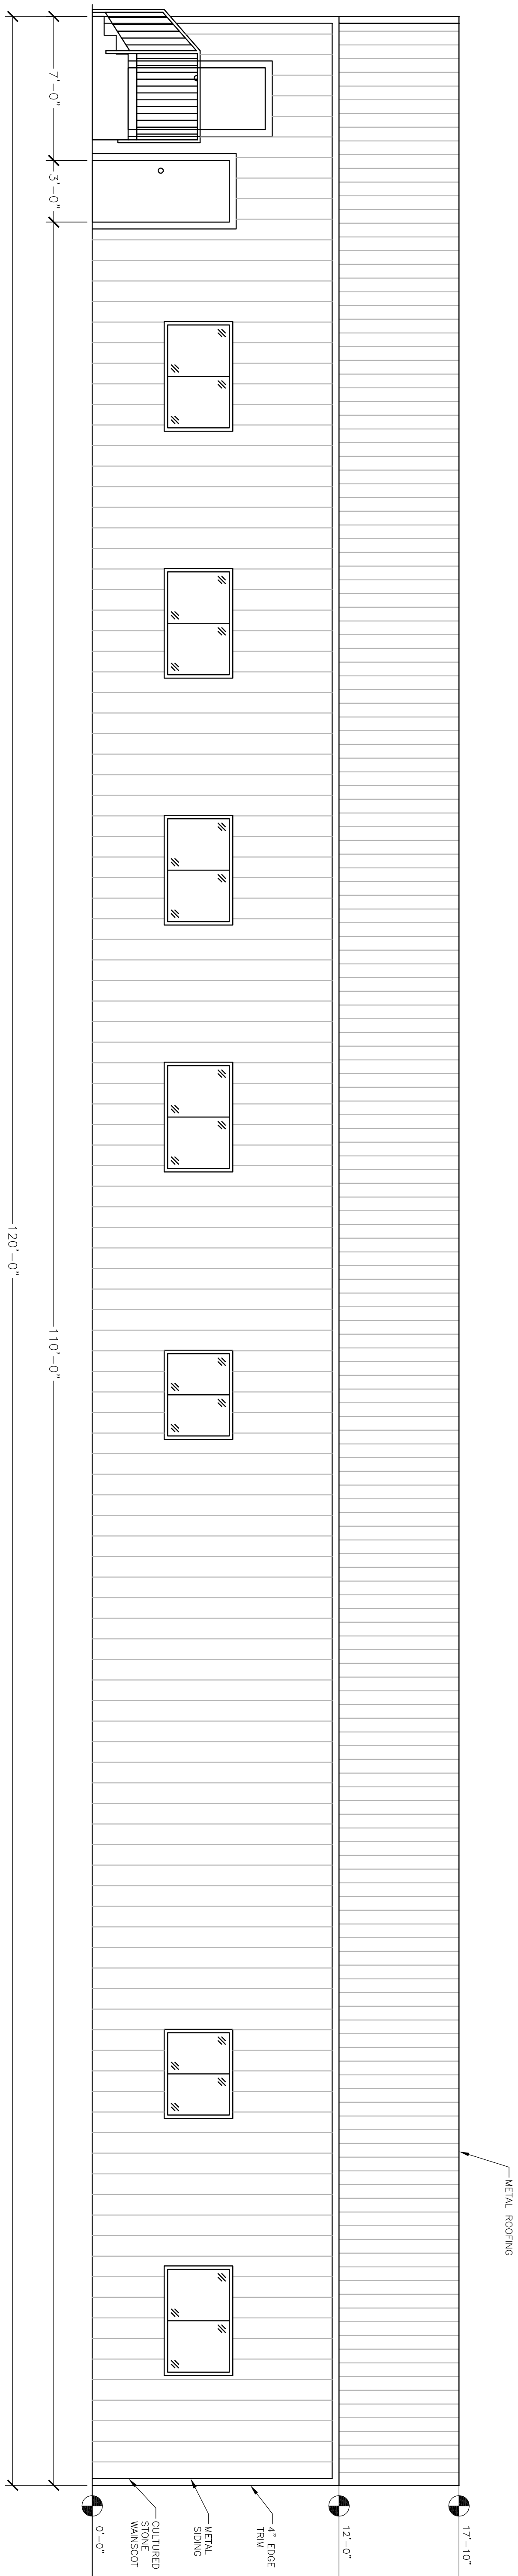 METAL ROOFING
17'-10"
12'-0"
4" EDGE
TRIM
METAL
SIDING
CULTURED
STONE
WAINSCOT
0'-0"
7'-0"
3'-0"
110'-0"
120'-0"